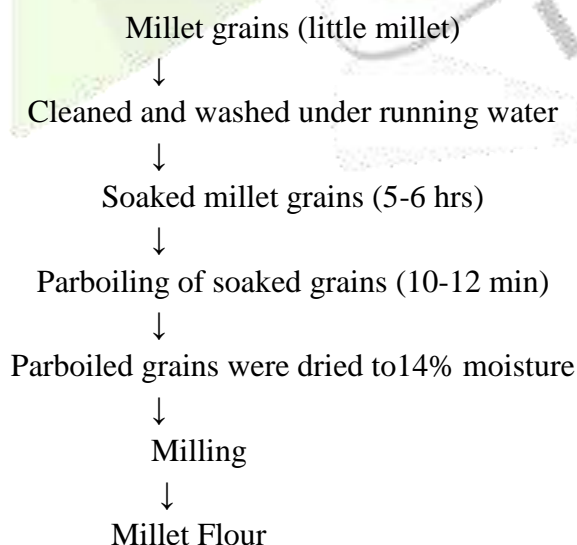 Millet grains (little millet)
↓
Cleaned and washed under running water
↓
Soaked millet grains (5-6 hrs)
↓
Parboiling of soaked grains (10-12 min)
↓
Parboiled grains were dried to14% moisture
↓
Milling
↓
Millet Flour